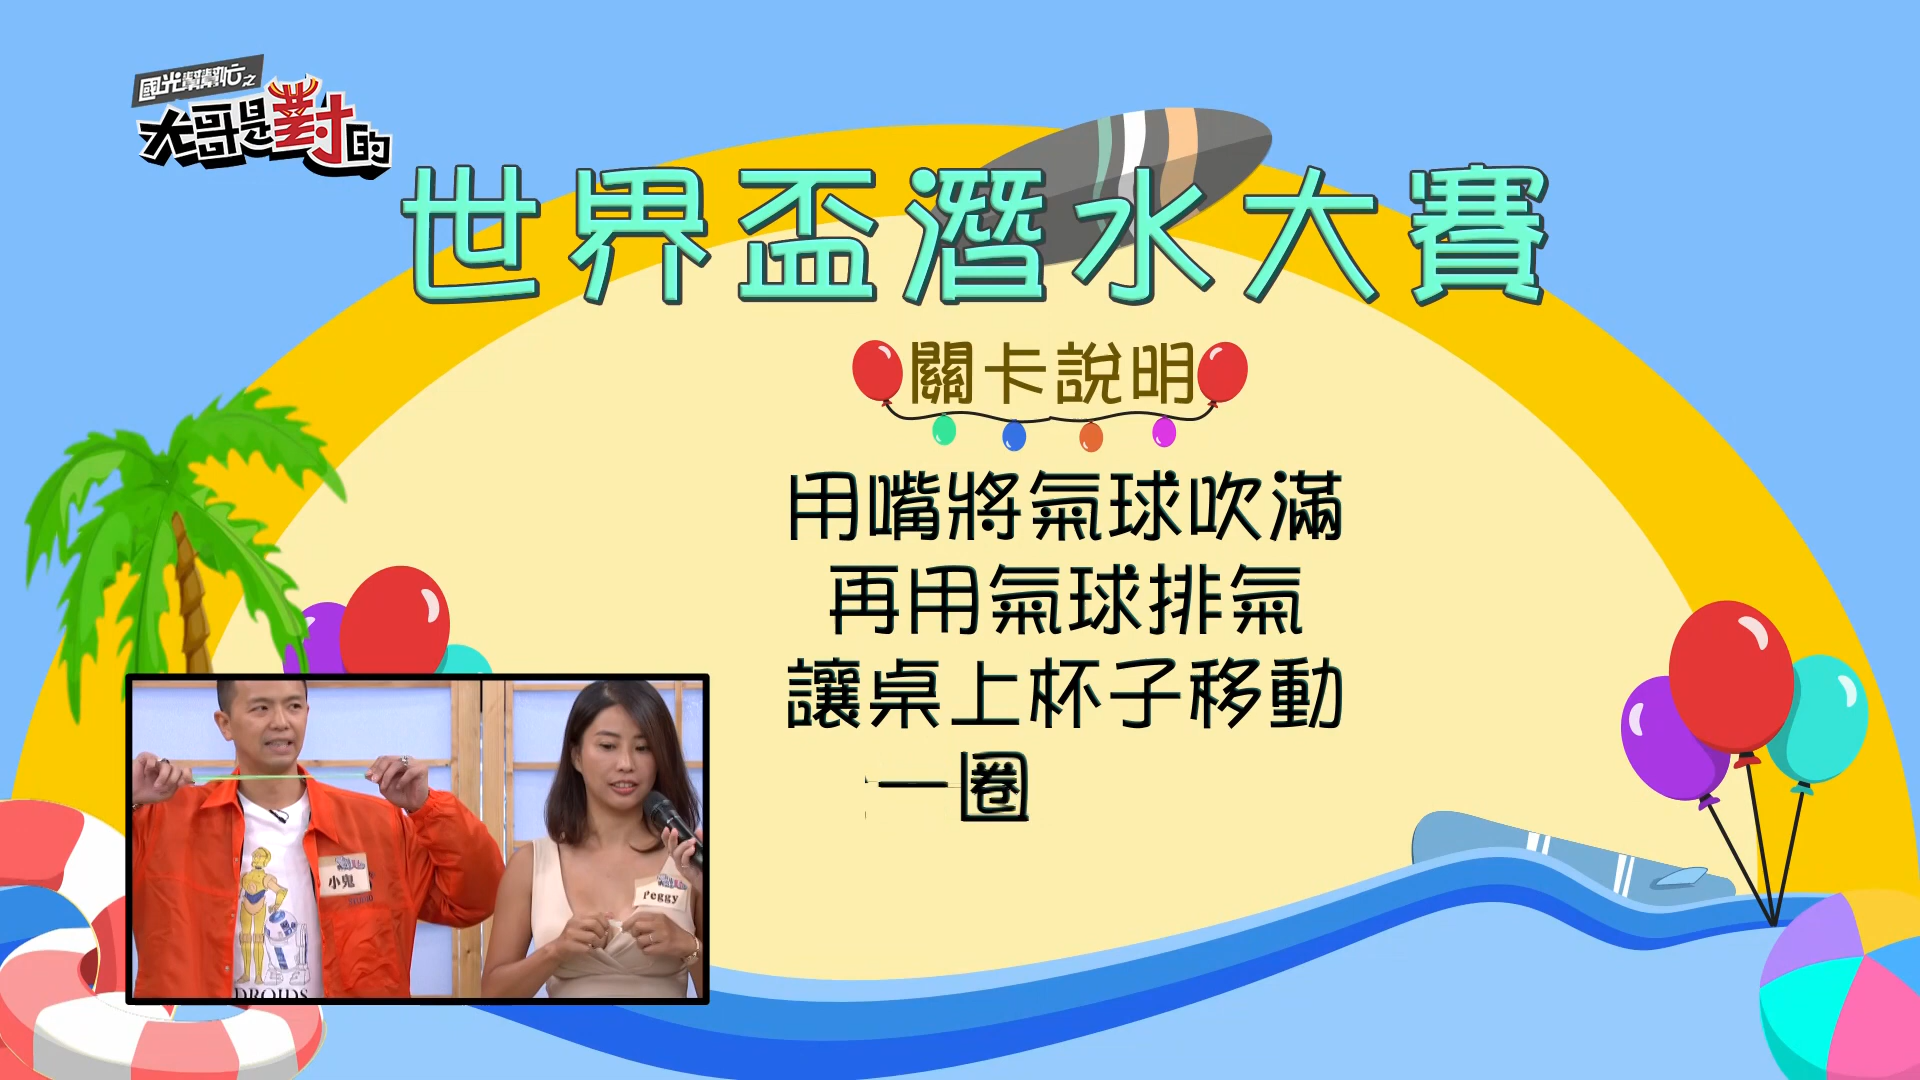 國光幫幫忙之
大哥是對的
世界盃潛水大賽
關卡說明
用嘴將氣球吹滿
再用氣球排氣
讓桌上杯子移動
一圈
小鬼
Peggy
DROIDS